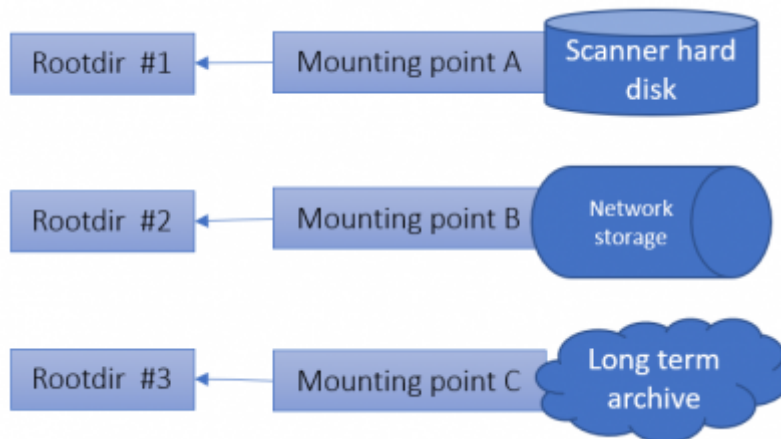 Rootdir #1
Mounting point A
Scanner hard
disk
Rootdir #2
Mounting point B
Network
storage
Rootdir #3
Mounting point C
Long term
archive